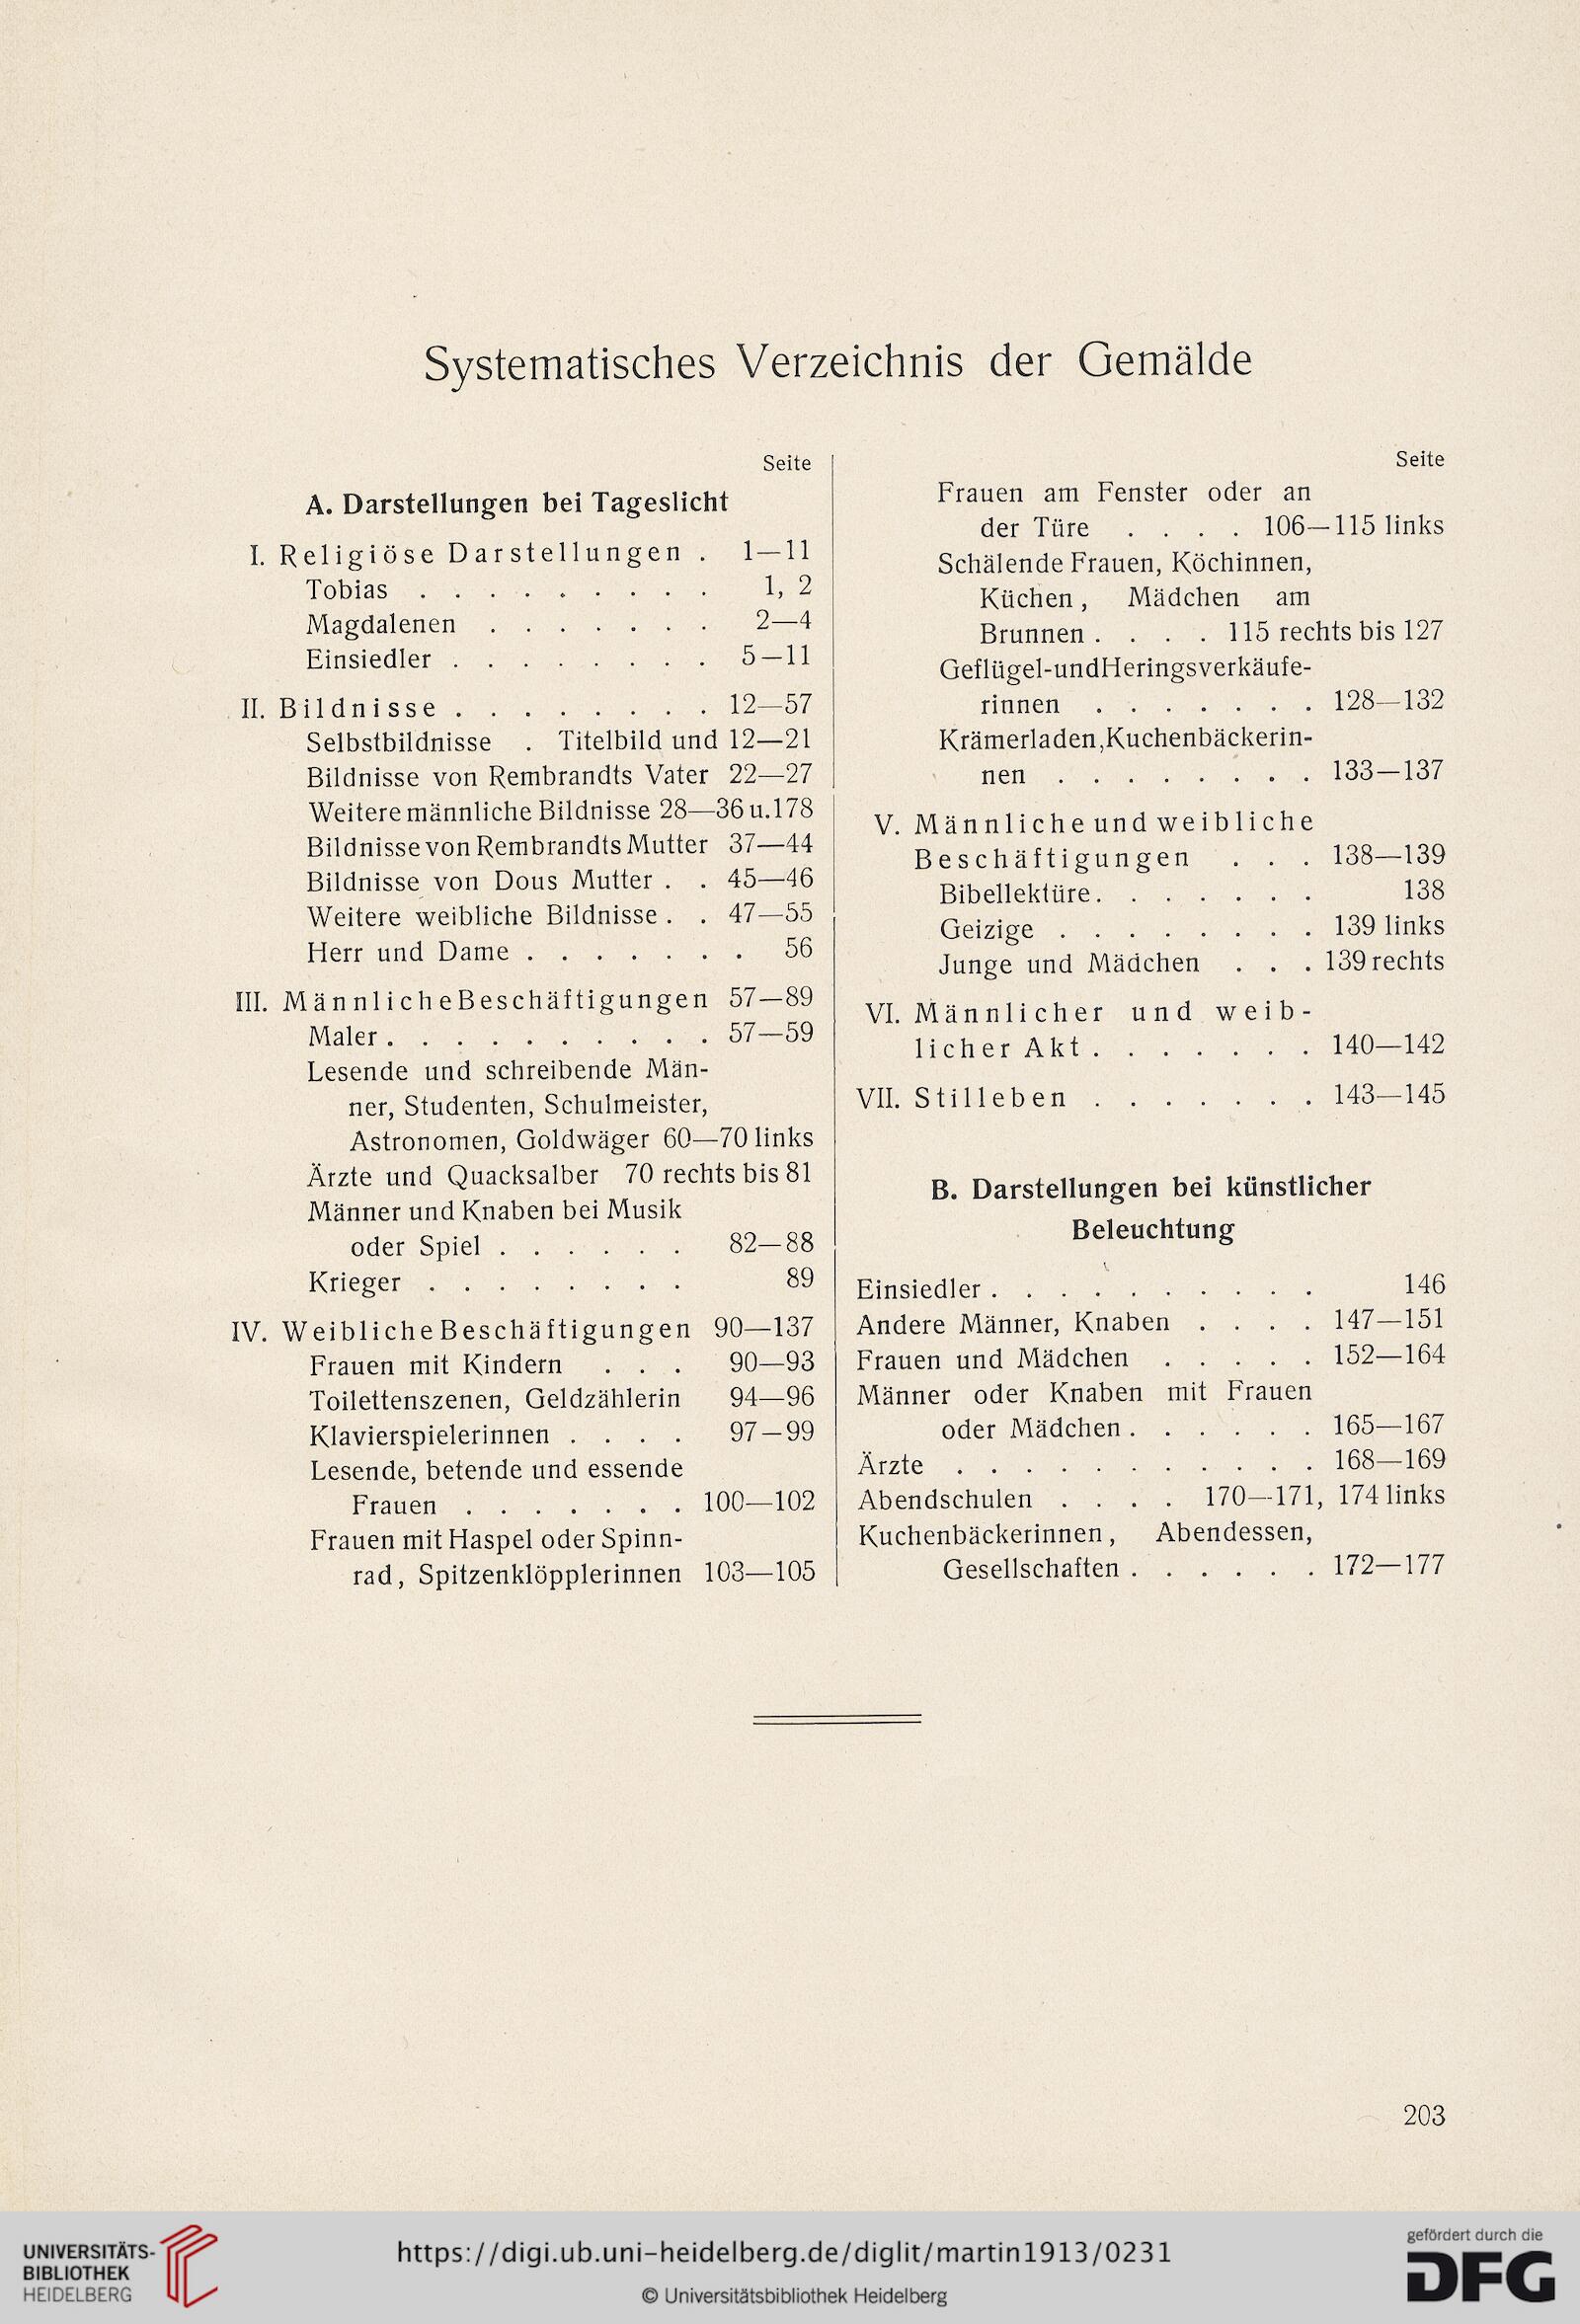 Systematisches Verzeichnis der Gemälde
Seite
A. Darstellungen bei Tageslicht
I. Religiöse Darstellungen . 1—11
Tobias . . . . . . . . . 1, 2
Magdalenen . . . . . . . 2—4
Einsiedler . . . . . . . . 5—11
II. Bildnisse . . . . . . . . 12—57
Selbstbildnisse . Titelbild und 12—21
Bildnisse von Rembrandts Vater 22—27
Weitere männliche Bildnisse 28—36 u. 178
Bildnisse von Rembrandts Mutter 37—44
Bildnisse von Dous Mutter . . 45—46
Weitere weibliche Bildnisse . . 47—55
Herr und Dame . . . . . . . 56
III. Männliche Beschäftigungen 57—89
Maler . . . . . . . . . . 57—59
Lesende und schreibende Män-
ner, Studenten, Schulmeister,
Astronomen, Goldwäger 60—70 links
Ärzte und Quacksalber 70 rechts bis 81
Männer und Knaben bei Musik
oder Spiel . . . . . . 82—88
Krieger . . . . . . . . 89
IV. Weibliche Beschäftigungen 90—137
Frauen mit Kindern . . . 90—93
Toilettenszenen, Geldzählerin 94—96
Klavierspielerinnen . . . . 97—99
Lesende, betende und essende
Frauen . . . . . . . 100—102
Frauen mit Haspel oder Spinn-
rad, Spitzenklöpplerinnen 103—105
Seite
Frauen am Fenster oder an
der Türe . . . . 106—115 links
Schälende Frauen, Köchinnen,
Küchen, Mädchen am
Brunnen . . . . 115 rechts bis 127
Geflügel- und Heringsverkäufe-
rinnen . . . . . . . 128—132
Krämerladen, Kuchenbäckerin-
nen . . . . . . . . 133—137
V. Männliche und weibliche
Beschäftigungen . . . 138—139
Bibellektüre . . . . . . . 138
Geizige . . . . . . . . 139 links
Junge und Mädchen . . . 139 rechts
VI. Männlicher und weib-
licher Akt . . . . . . . 140—142
VII. Stilleben . . . . . . . 143—145
B. Darstellungen bei künstlicher
Beleuchtung
Einsiedler . . . . . . . . . . 146
Andere Männer, Knaben . . . . 147—151
Frauen und Mädchen . . . . . 152—164
Männer oder Knaben mit Frauen
oder Mädchen . . . . . . 165—167
Ärzte . . . . . . . . . . . 168—169
Abendschulen . . . . 170—171, 174 links
Kuchenbäckerinnen, Abendessen,
Gesellschaften . . . . . . 172—177
203
UNIVERSITÄTS-
BIBLIOTHEK
HEIDELBERG
https://digi.ub.uni-heidelberg.de/diglit/martin1913/0231
© Universitätsbibliothek Heidelberg
gefördert durch die
DFG